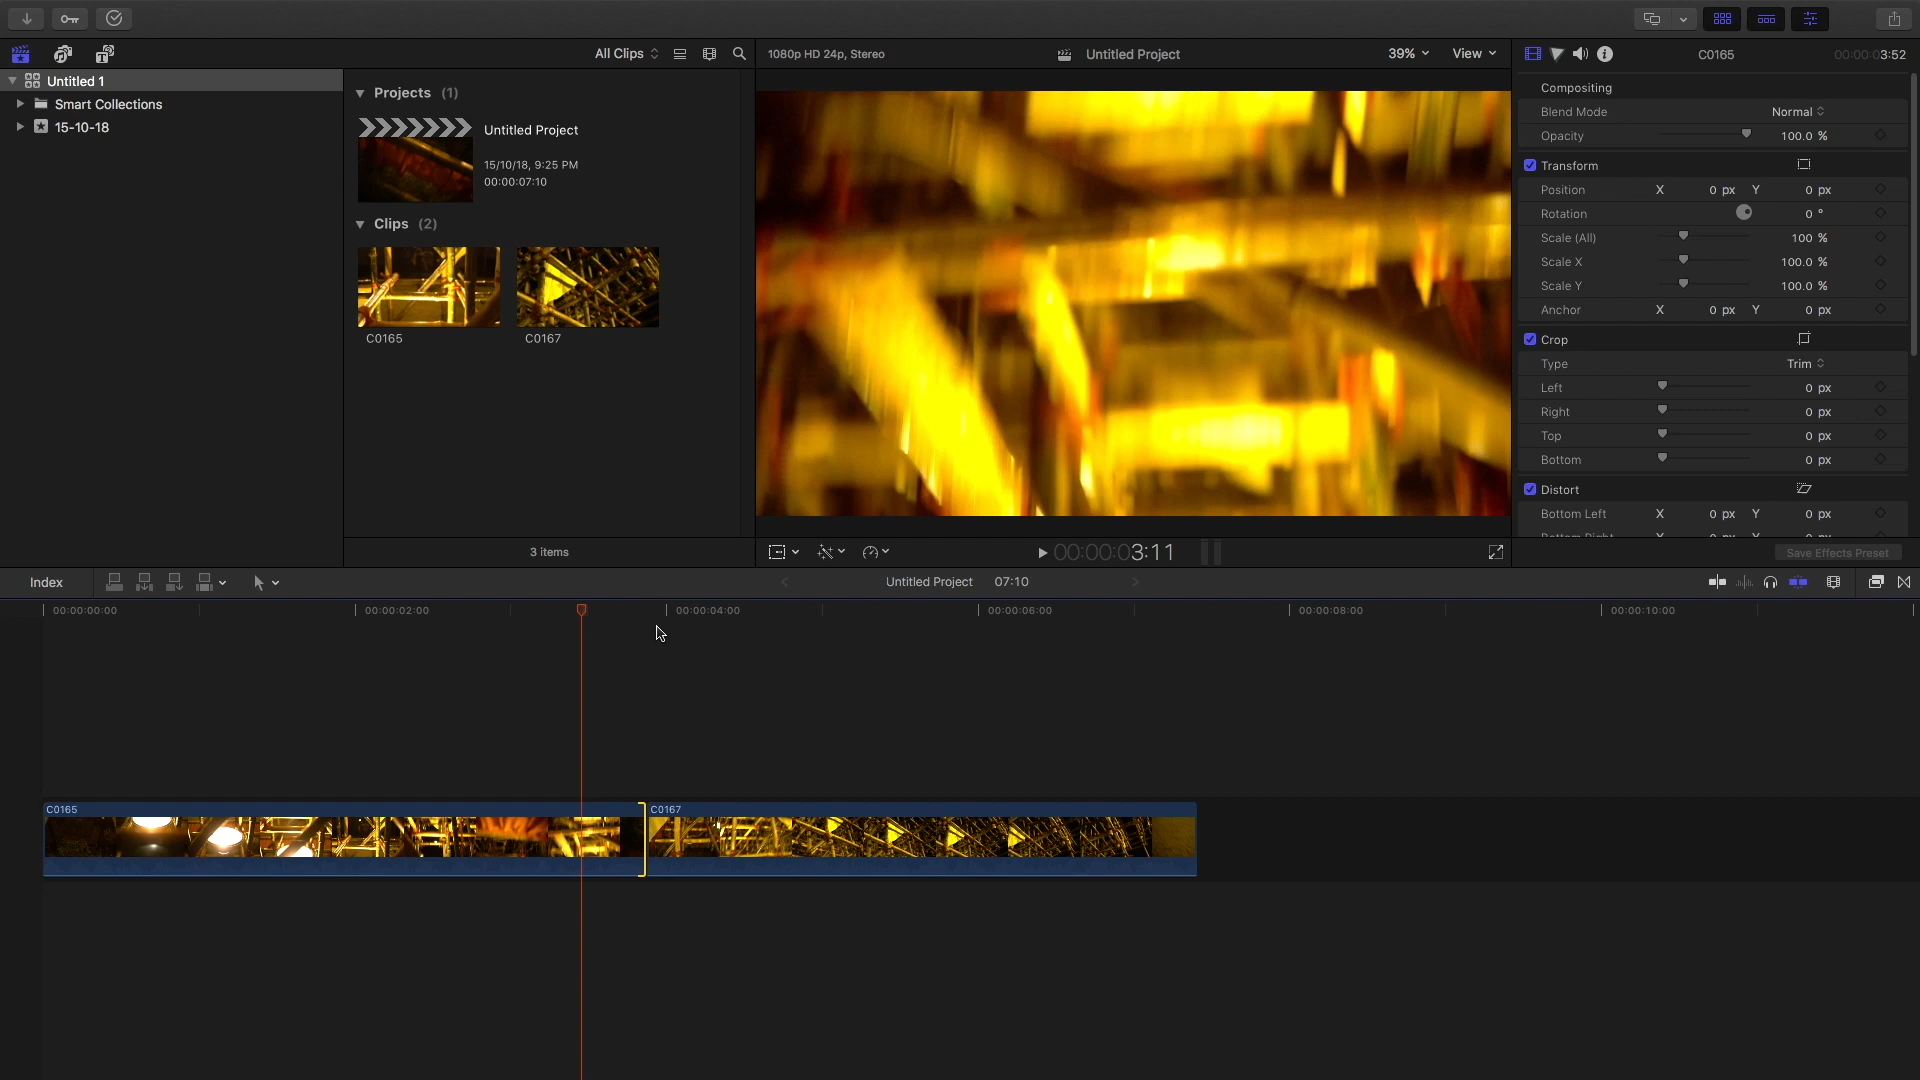 All Clips
1080p HD 24p, Stereo
Untitled Project
39%
View
C0165
00:00:03:52
Untitled 1
Smart Collections
15-10-18
Projects (1)
Untitled Project
15/10/18, 9:25 PM
00:00:07:10
Clips (2)
C0165
C0167
3 items
Compositing
Blend Mode Normal
Opacity 100.0 %
Transform
Position X 0 px Y 0 px
Rotation 0 °
Scale (All) 100 %
Scale X 100.0 %
Scale Y 100.0 %
Anchor X 0 px Y 0 px
Crop
Type Trim
Left 0 px
Right 0 px
Top 0 px
Bottom 0 px
Distort
Bottom Left X 0 px Y 0 px
Bottom Right X 0 px Y 0 px
Save Effects Preset
00:00:03:11
Index
Untitled Project 07:10
00:00:00:00 00:00:02:00 00:00:04:00 00:00:06:00 00:00:08:00 00:00:10:00
C0165
C0167